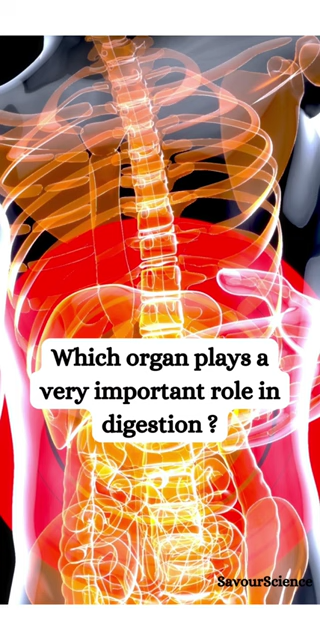 Which organ plays a
very important role in
digestion ?
SavourScience